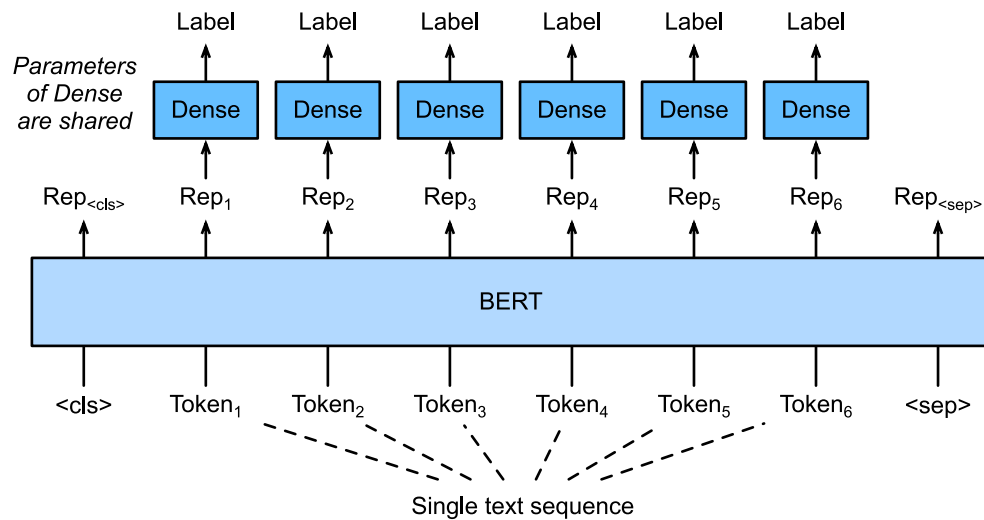 Label Label Label Label Label Label
Parameters
of Dense
are shared
Dense Dense Dense Dense Dense Dense
Rep<cls> Rep1 Rep2 Rep3 Rep4 Rep5 Rep6 Rep<sep>
BERT
<cls> Token1 Token2 Token3 Token4 Token5 Token6 <sep>
Single text sequence